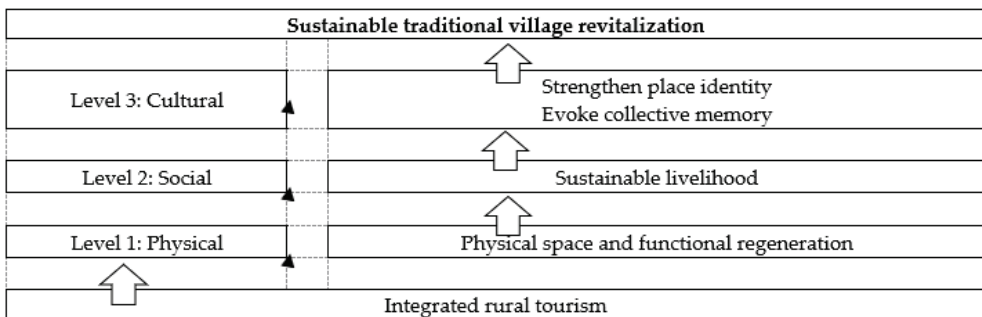 Sustainable traditional village revitalization
Level 3: Cultural
Strengthen place identity
Evoke collective memory
Level 2: Social
Sustainable livelihood
Level 1: Physical
Physical space and functional regeneration
Integrated rural tourism